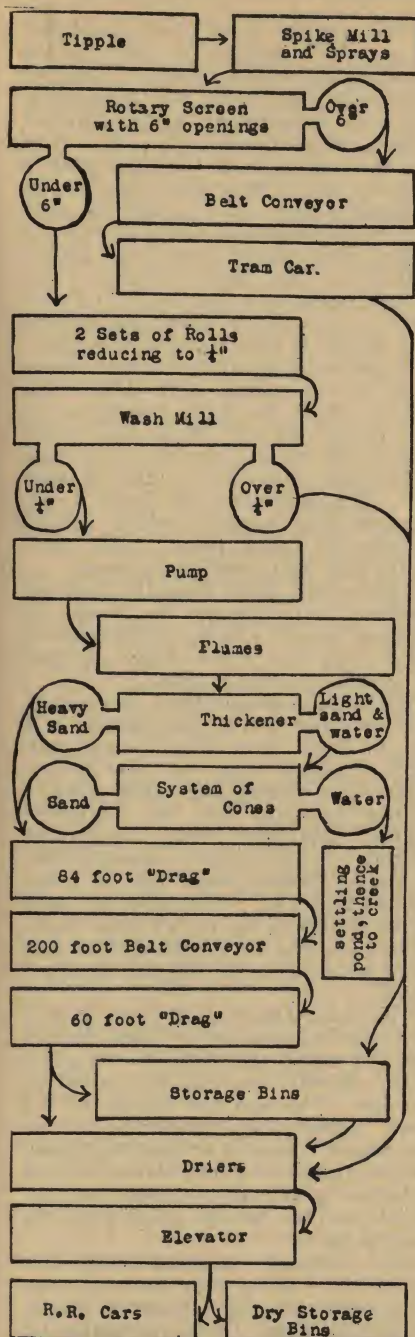 Tipple
Spike Mill
and Sprays
Rotary Screen
with 6" openings
Over
6"
Under
6"
Belt Conveyor
Tram Car.
2 Sets of Rolls
reducing to ¼"
Wash Mill
Under
¼"
Over
¼"
Pump
Flumes
Heavy
Sand
Thickener
Light
sand &
water
Sand
System of
Cones
Water
84 foot "Drag"
settling
pond, thence
to creek
200 foot Belt Conveyor
60 foot "Drag"
Storage Bins
Driers
Elevator
R.R. Cars
Dry Storage
Bins